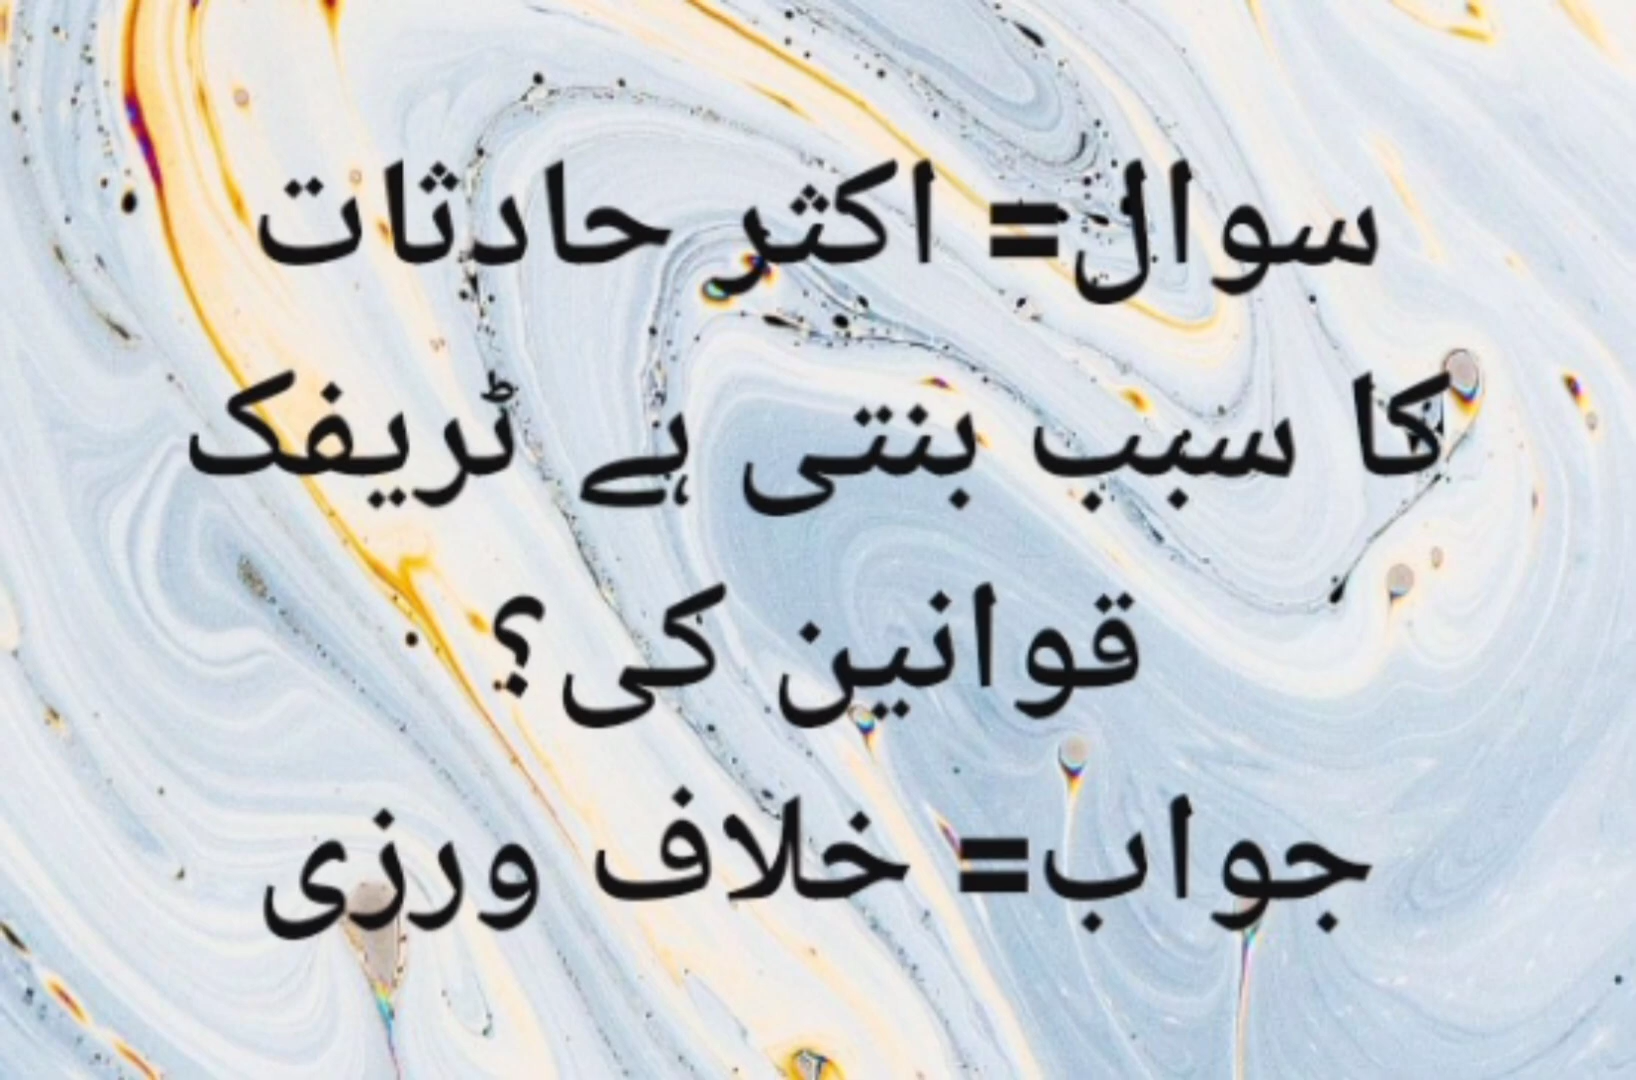 سوال= اکثر حادثات
کا سبب بنتی ہے ٹریفک
قوانین کی؟
جواب= خلاف ورزی